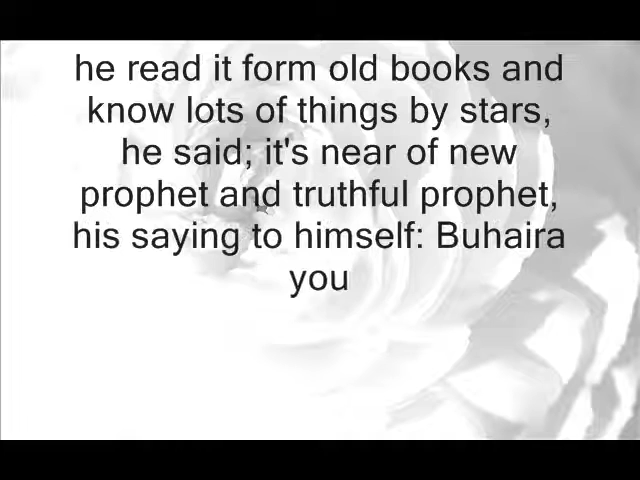 he read it form old books and
know lots of things by stars,
he said; it's near of new
prophet and truthful prophet,
his saying to himself: Buhaira
you